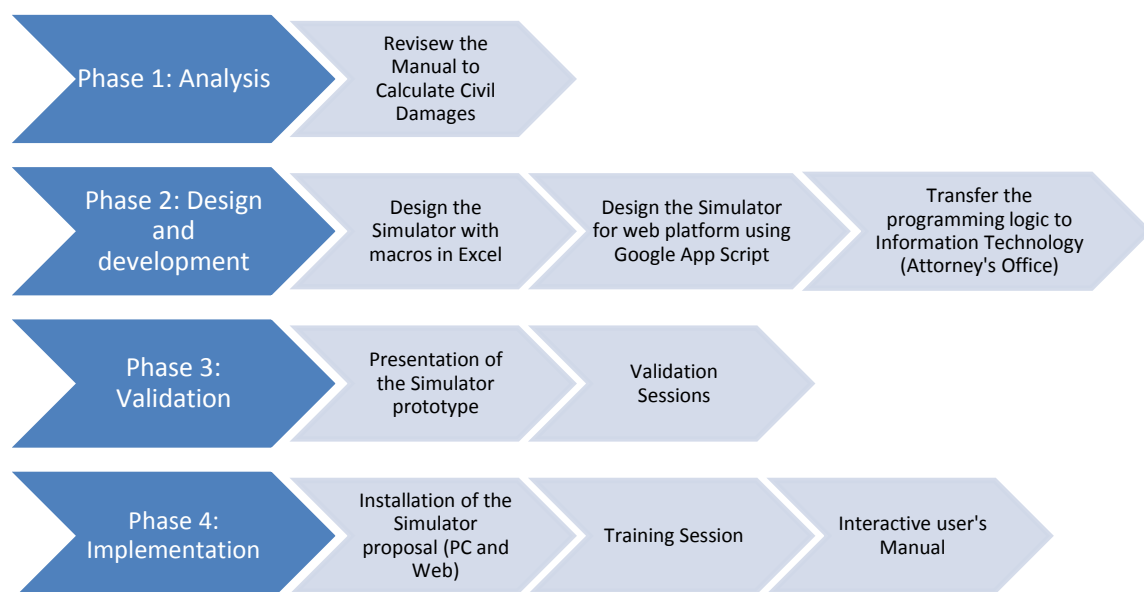 Phase 1: Analysis
Revisew the
Manual to
Calculate Civil
Damages
Phase 2: Design
and
development
Design the
Simulator with
macros in Excel
Design the Simulator
for web platform using
Google App Script
Transfer the
programming logic to
Information Technology
(Attorney's Office)
Phase 3:
Validation
Presentation of
the Simulator
prototype
Validation
Sessions
Phase 4:
Implementation
Installation of the
Simulator
proposal (PC and
Web)
Training Session
Interactive user's
Manual